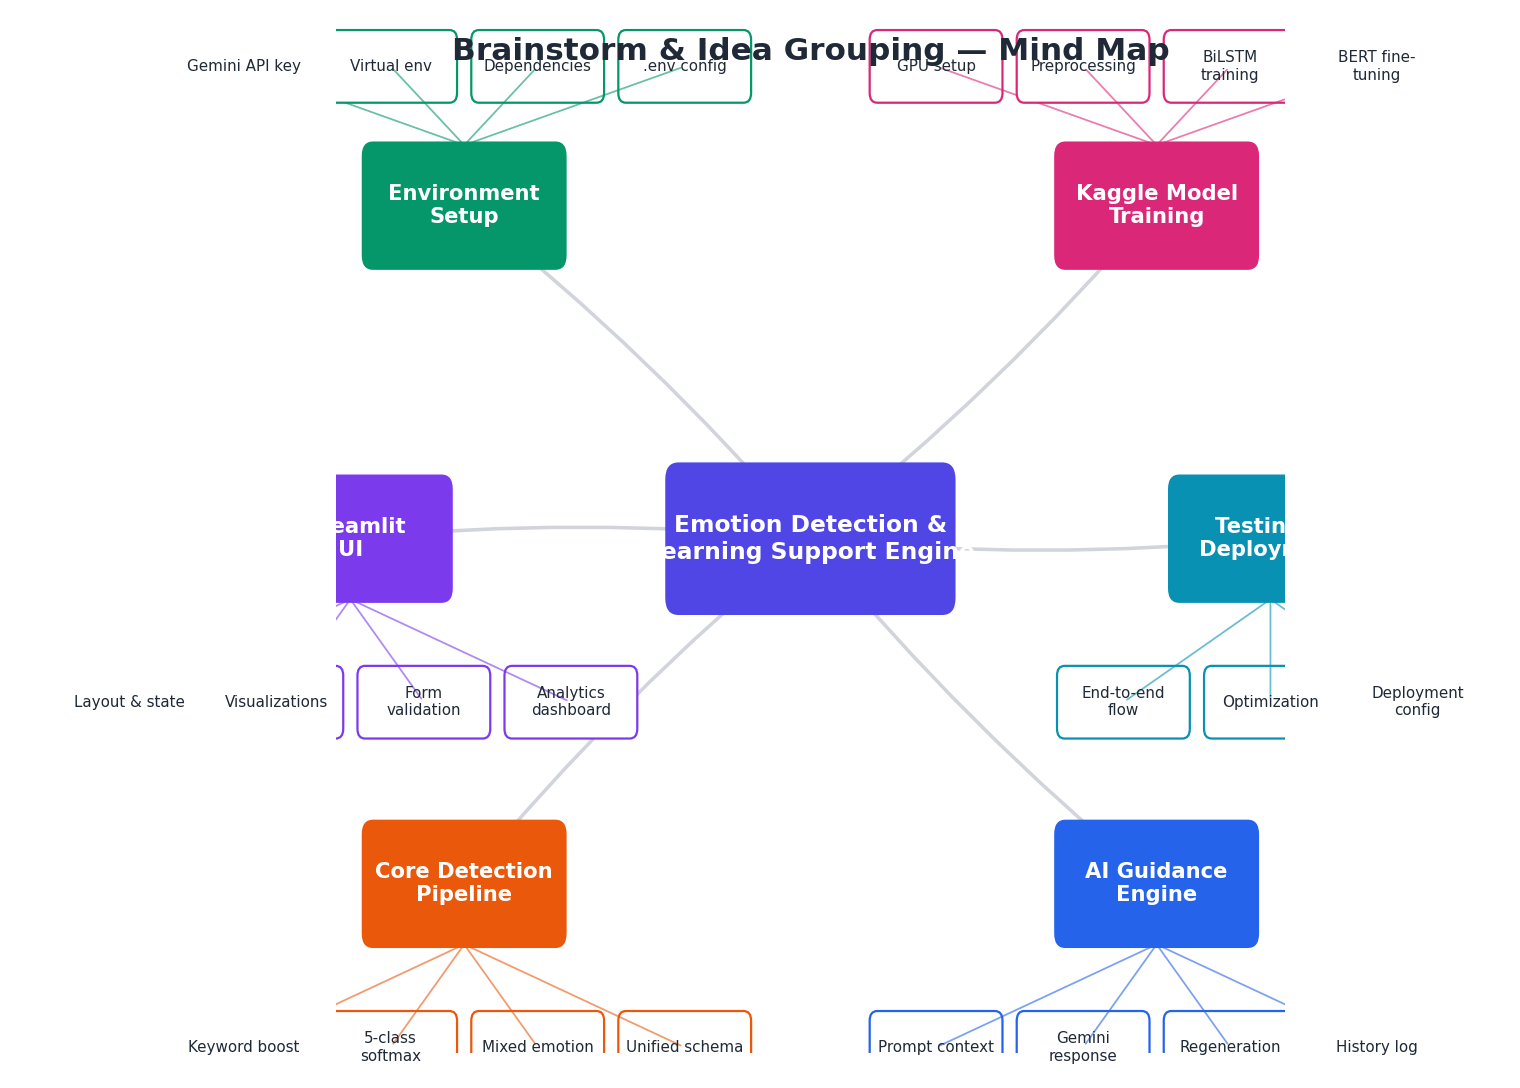 Brainstorm & Idea Grouping — Mind Map
Gemini API key
Virtual env
Dependencies
.env config
GPU setup
Preprocessing
BiLSTM
training
BERT fine-
tuning
Environment
Setup
Kaggle Model
Training
eamlit
UI
Emotion Detection &
earning Support Engine
Testin
Deploy
Layout & state
Visualizations
Form
validation
Analytics
dashboard
End-to-end
flow
Optimization
Deployment
config
Core Detection
Pipeline
AI Guidance
Engine
Keyword boost
5-class
softmax
Mixed emotion
Unified schema
Prompt context
Gemini
response
Regeneration
History log